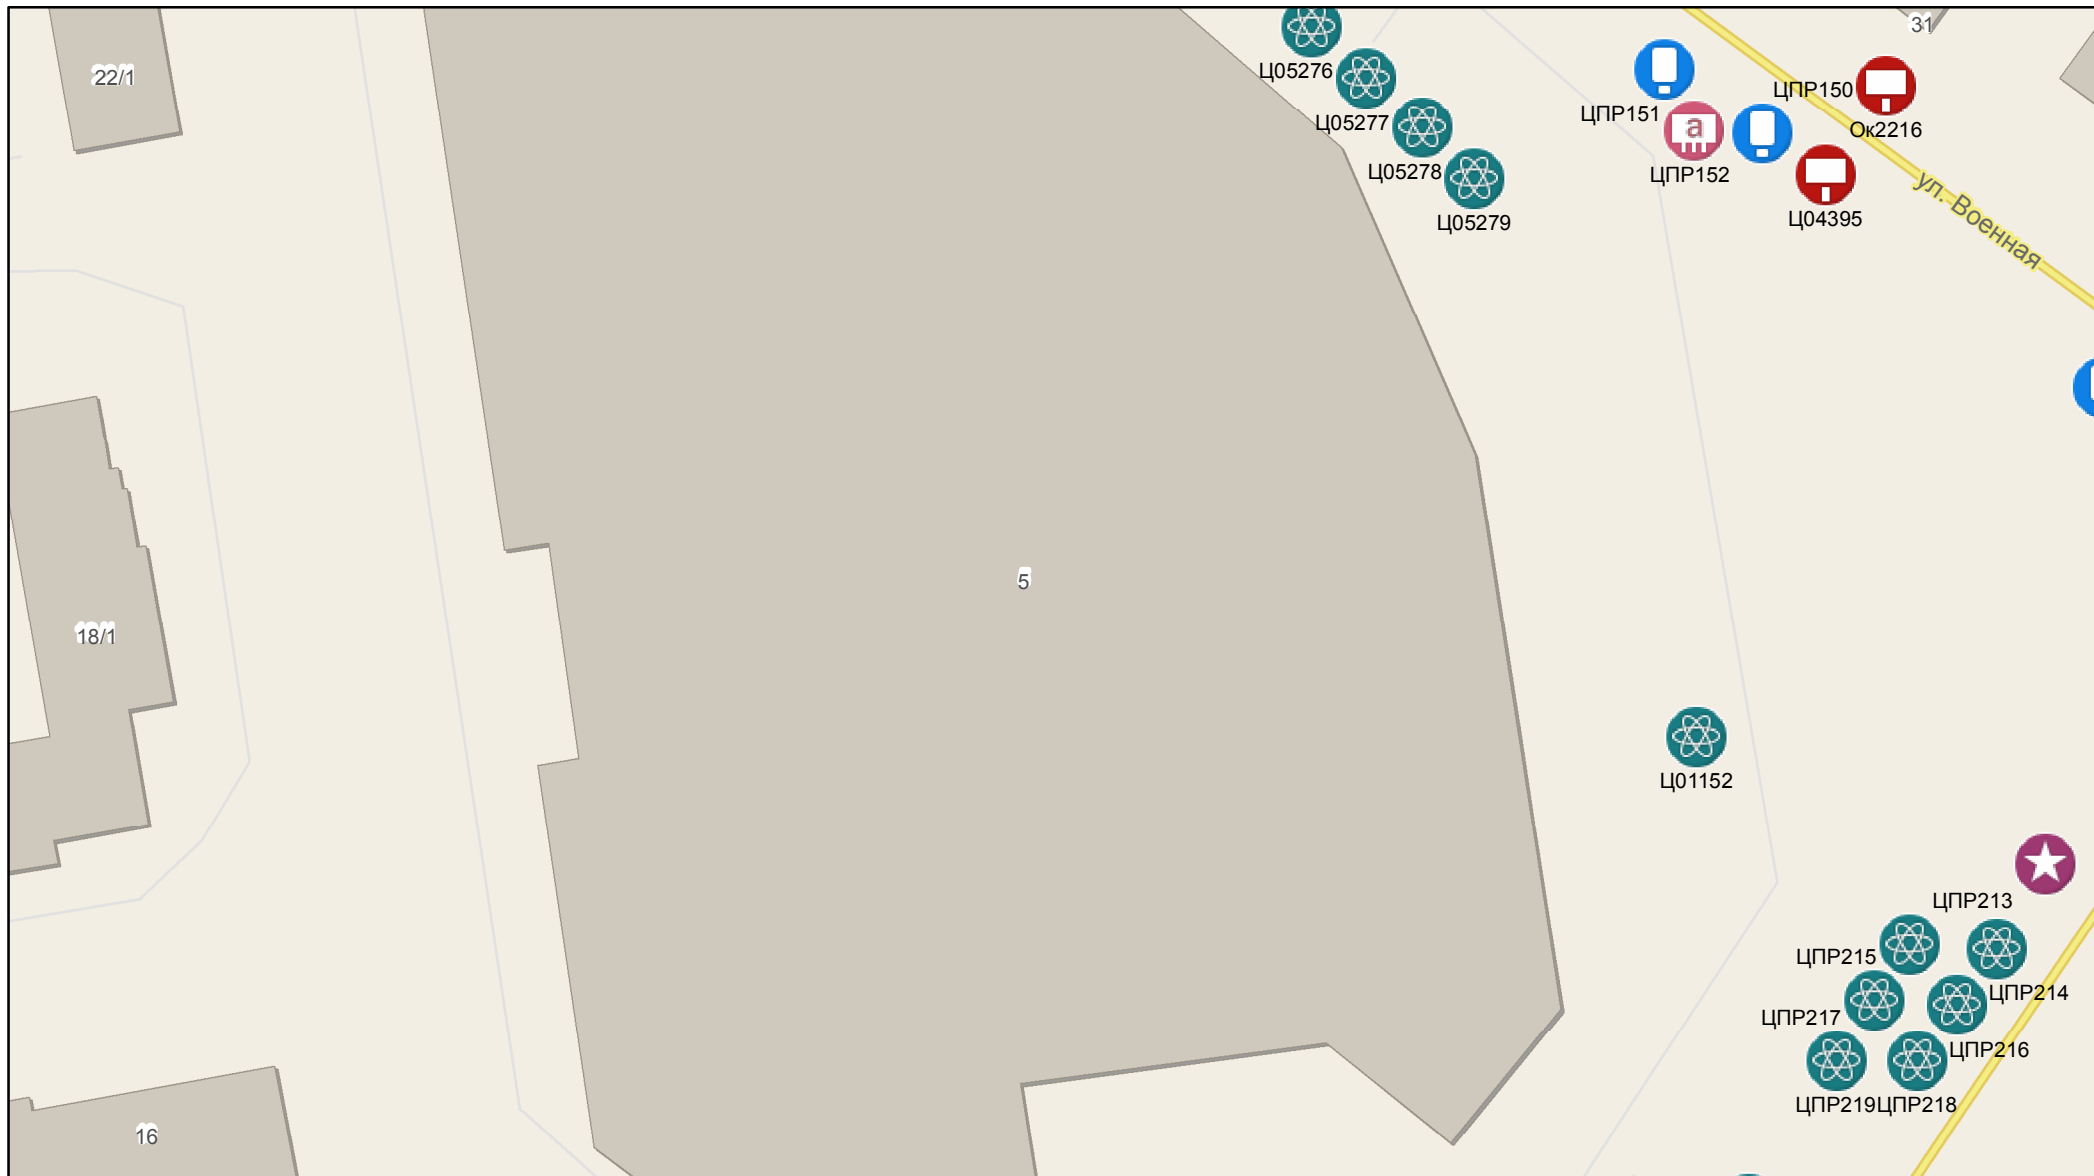 31
22/1
Ц05276
ЦПР150
ЦПР151
Ц05277
Ок2216
а
Ц05278
ЦПР152
ул. Военная
Ц05279
Ц04395
5
18/1
Ц01152
ЦПР213
ЦПР215
ЦПР214
ЦПР217
ЦПР216
ЦПР219
ЦПР218
16